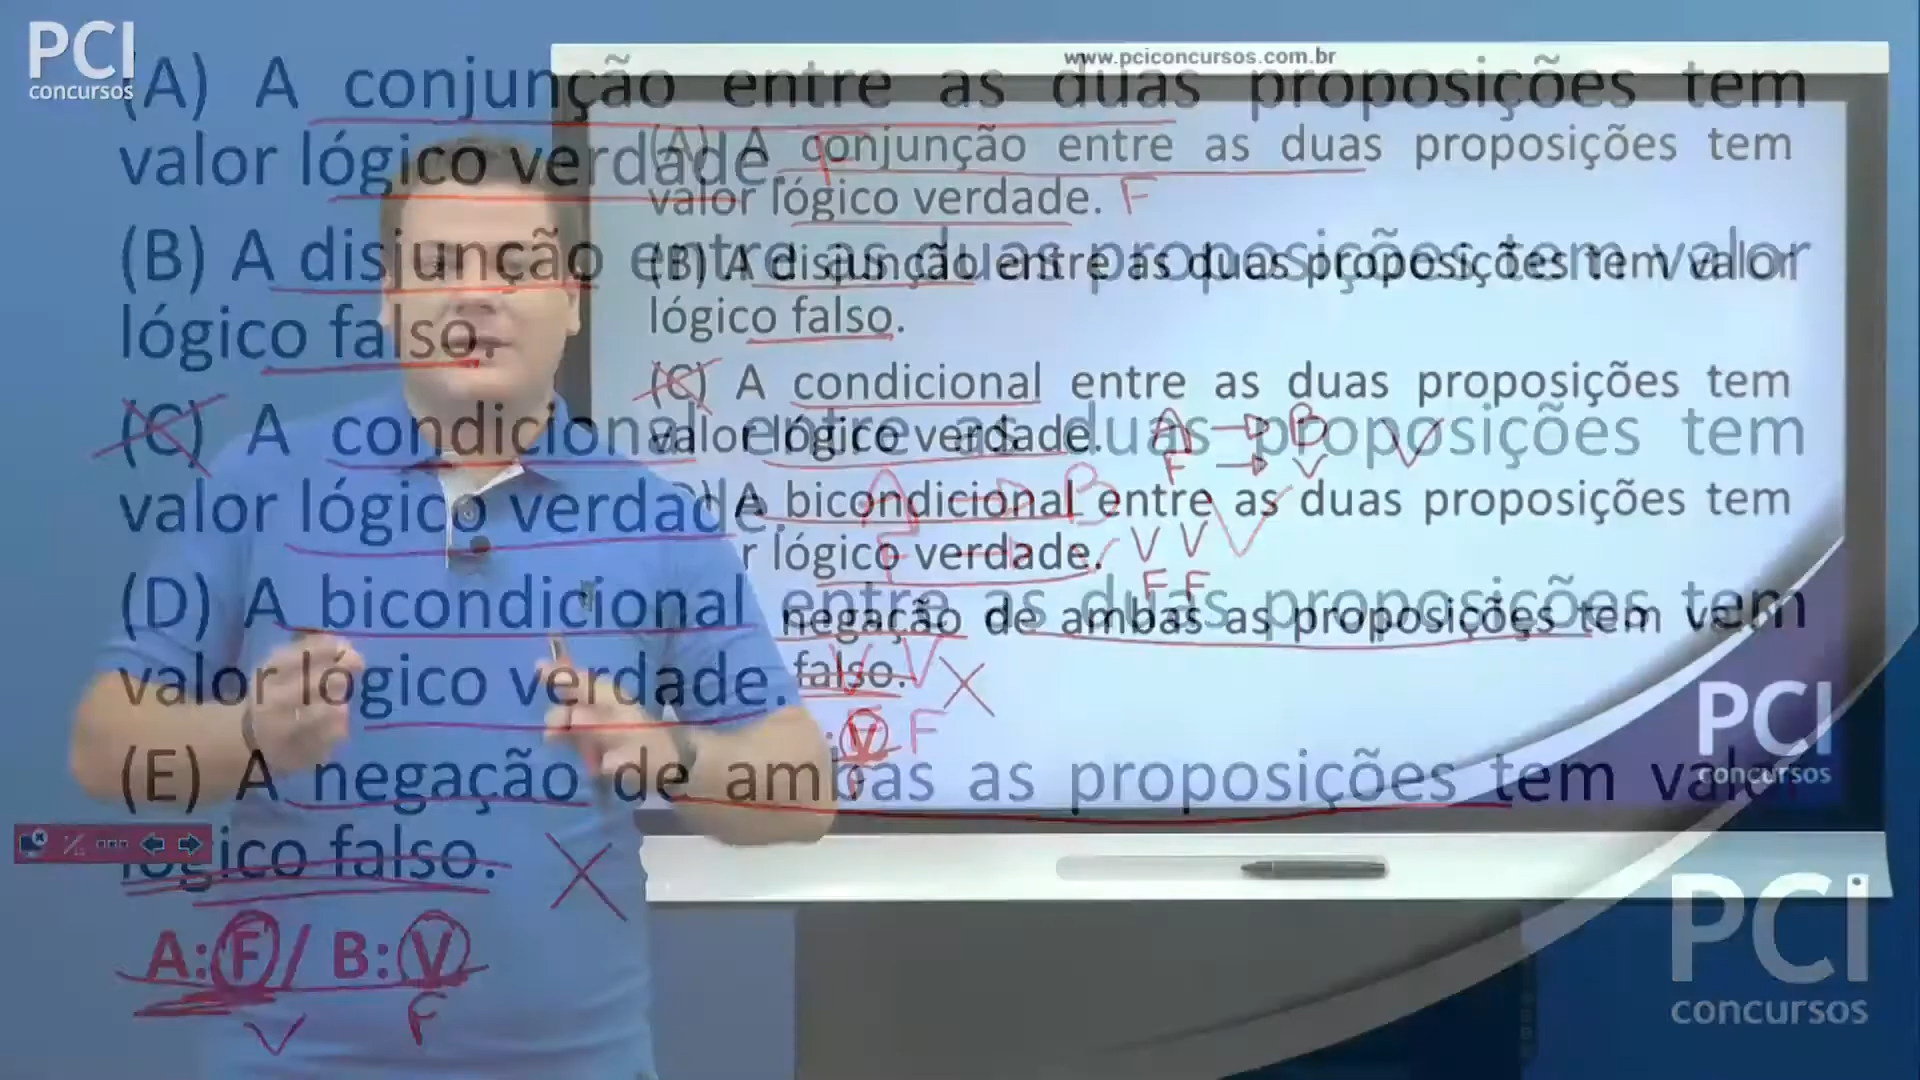 PCI
concursos
www.pciconcursos.com.br
(A) A conjunção entre as duas proposições tem
valor lógico verdade. F
(B) A disjunção entre as duas proposições tem valor
lógico falso.
(C) A condicional entre as duas proposições tem
valor lógico verdade.
A → B
F → V
(D) A bicondicional entre as duas proposições tem
valor lógico verdade.
V V
(E) A negação de ambas as proposições tem valor
lógico falso. X
A: F / B: V
V F
(A) A conjunção entre as duas proposições tem
valor lógico verdade. F
(B) A disjunção entre as duas proposições tem valor
lógico falso.
(C) A condicional entre as duas proposições tem
valor lógico verdade. A → B V
F → V
A bicondicional entre as duas proposições tem
r lógico verdade. V V V
F F
negação de ambas as proposições tem
falso. X
V F
F
PCI
concursos
PCI
concursos